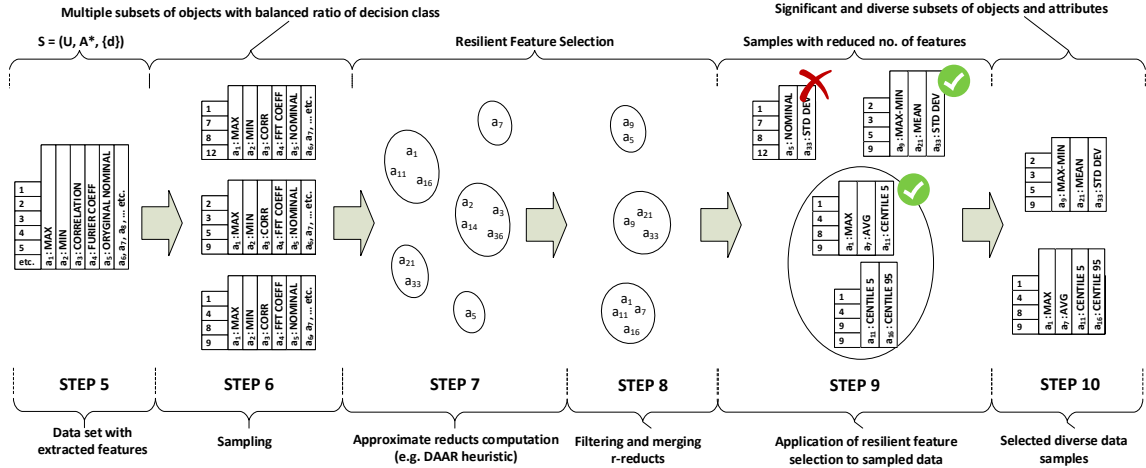 Multiple subsets of objects with balanced ratio of decision class
Significant and diverse subsets of objects and attributes
S = (U, A*, {d})
Resilient Feature Selection
Samples with reduced no. of features
1
2
3
4
5
etc.
a1: MAX
a2: MIN
a3: CORRELATION
a4: FURIER COEFF
a5: ORYGINAL NOMINAL
a6, a7, a8, ... etc.
1
7
8
12
a1: MAX
a2: MIN
a3: CORR
a4: FFT COEFF
a5: NOMINAL
a6, a7, ... etc.
2
3
5
9
a1: MAX
a2: MIN
a3: CORR
a4: FFT COEFF
a5: NOMINAL
a6, a7, ... etc.
1
4
8
9
a1: MAX
a2: MIN
a3: CORR
a4: FFT COEFF
a5: NOMINAL
a6, a7, ... etc.
a7
a1
a11
a16
a2
a3
a14
a36
a21
a33
a5
a9
a5
a21
a9
a33
a1
a11 a7
a16
1
7
8
12
a5: NOMINAL
a33: STD DEV
2
3
5
9
a9: MAX-MIN
a21: MEAN
a33: STD DEV
1
4
8
9
a1: MAX
a7: AVG
a11: CENTILE 5
1
4
9
9
a11: CENTILE 5
a16: CENTILE 95
2
3
5
9
a9: MAX-MIN
a21: MEAN
a33: STD DEV
1
4
8
9
a1: MAX
a7: AVG
a11: CENTILE 5
a16: CENTILE 95
STEP 5
STEP 6
STEP 7
STEP 8
STEP 9
STEP 10
Data set with
extracted features
Sampling
Approximate reducts computation
(e.g. DAAR heuristic)
Filtering and merging
r-reducts
Application of resilient feature
selection to sampled data
Selected diverse data
samples